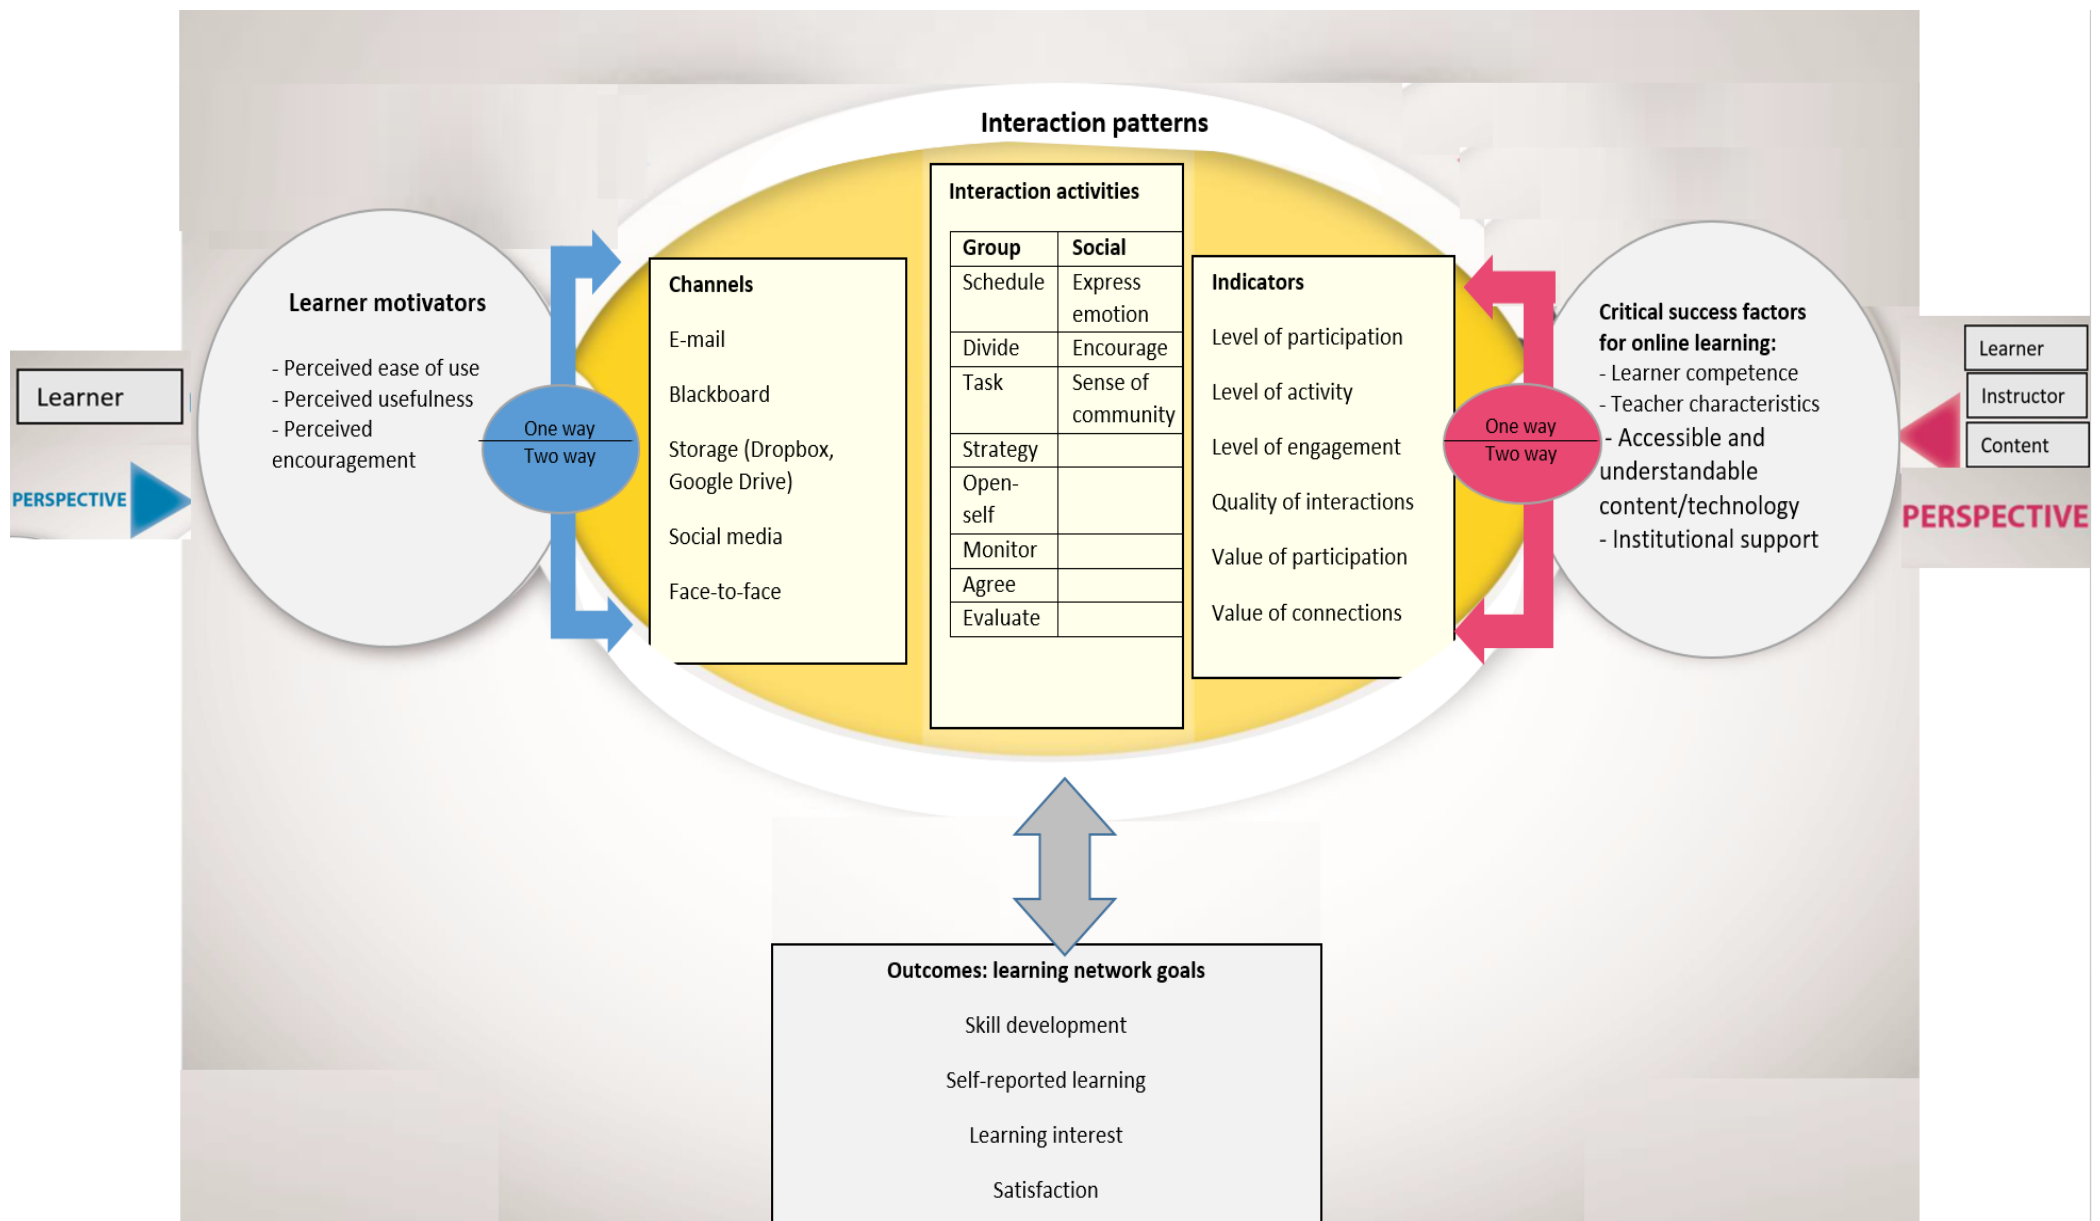 Interaction patterns
Learner
PERSPECTIVE
Learner motivators
- Perceived ease of use
- Perceived usefulness
- Perceived
encouragement
One way
Two way
Channels
E-mail
Blackboard
Storage (Dropbox,
Google Drive)
Social media
Face-to-face
Interaction activities
Group Social
Schedule Express
emotion
Divide Encourage
Task Sense of
community
Strategy
Open-
self
Monitor
Agree
Evaluate
Indicators
Level of participation
Level of activity
Level of engagement
Quality of interactions
Value of participation
Value of connections
One way
Two way
Critical success factors
for online learning:
- Learner competence
- Teacher characteristics
- Accessible and
understandable
content/technology
- Institutional support
Learner
Instructor
Content
PERSPECTIVE
Outcomes: learning network goals
Skill development
Self-reported learning
Learning interest
Satisfaction